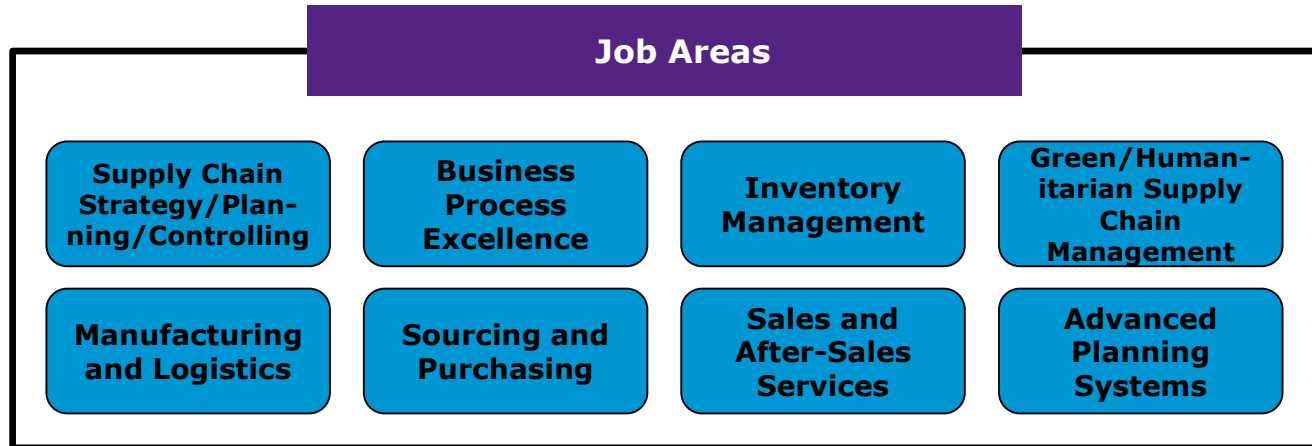 Job Areas
Supply Chain
Strategy/Plan-
ning/Controlling
Business
Process
Excellence
Inventory
Management
Green/Human-
itarian Supply
Chain
Management
Manufacturing
and Logistics
Sourcing and
Purchasing
Sales and
After-Sales
Services
Advanced
Planning
Systems